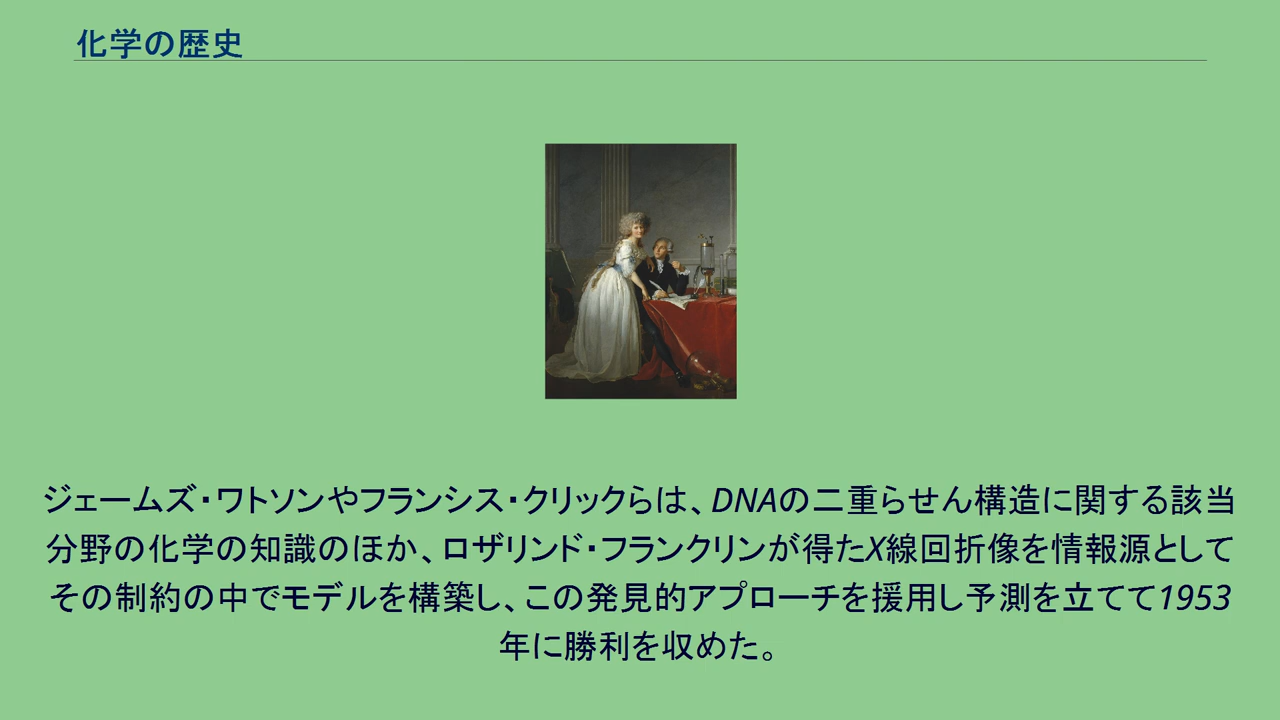 化学の歴史
ジェームズ・ワトソンやフランシス・クリックらは、DNAの二重らせん構造に関する該当
分野の化学の知識のほか、ロザリンド・フランクリンが得たX線回折像を情報源として
その制約の中でモデルを構築し、この発見的アプローチを援用し予測を立てて1953
年に勝利を収めた。